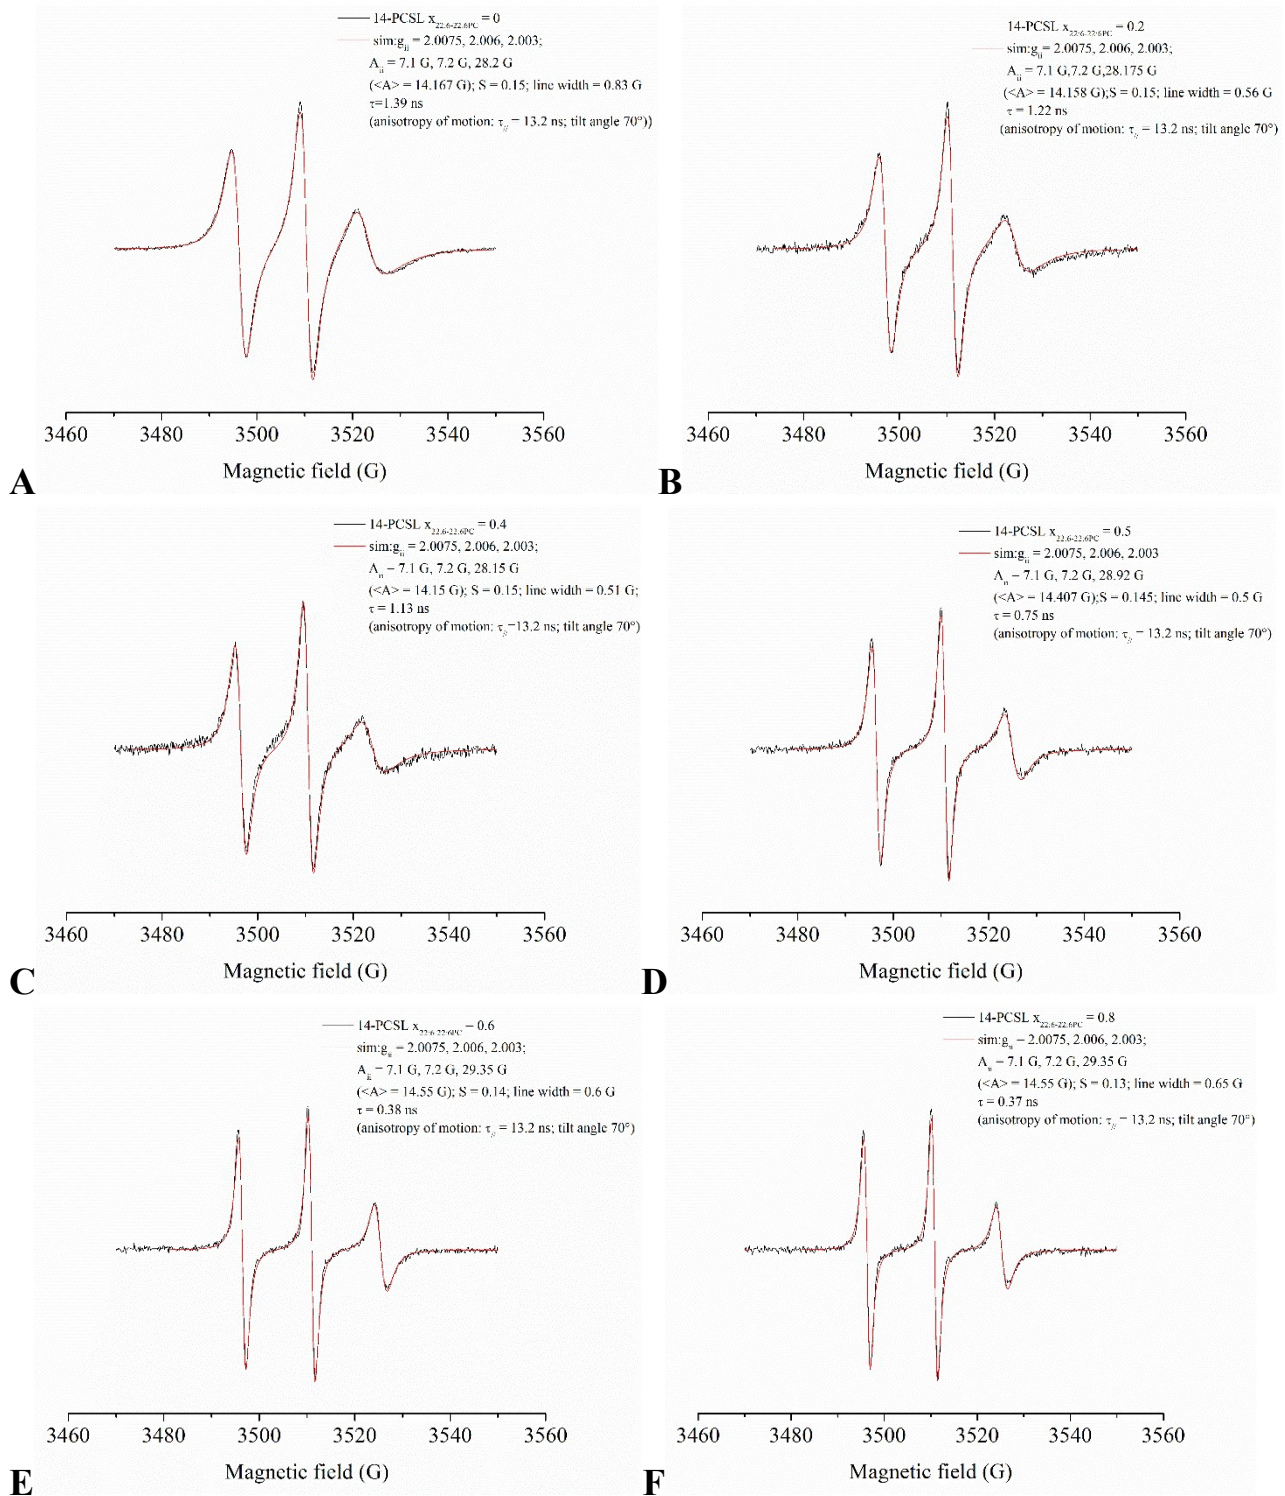 14-PCSL x22:6-22:6PC = 0
sim:gii = 2.0075, 2.006, 2.003;
Aii = 7.1 G, 7.2 G, 28.2 G
(<A> = 14.167 G); S = 0.15; line width = 0.83 G
τ=1.39 ns
(anisotropy of motion: τ// = 13.2 ns; tilt angle 70°))
3460 3480 3500 3520 3540 3560
Magnetic field (G)
A
14-PCSL x22:6-22:6PC = 0.2
sim:gii = 2.0075, 2.006, 2.003;
Aii = 7.1 G,7.2 G,28.175 G
(<A> = 14.158 G);S = 0.15; line width = 0.56 G
τ = 1.22 ns
(anisotropy of motion: τ// = 13.2 ns; tilt angle 70°)
3460 3480 3500 3520 3540 3560
Magnetic field (G)
B
14-PCSL x22:6-22:6PC = 0.4
sim:gii = 2.0075, 2.006, 2.003;
Aii = 7.1 G, 7.2 G, 28.15 G
(<A> = 14.15 G); S = 0.15; line width = 0.51 G;
τ = 1.13 ns
(anisotropy of motion: τ// =13.2 ns; tilt angle 70°)
3460 3480 3500 3520 3540 3560
Magnetic field (G)
C
14-PCSL x22:6-22:6PC = 0.5
sim:gii = 2.0075, 2.006, 2.003
Aii = 7.1 G, 7.2 G, 28.92 G
(<A> = 14.407 G);S = 0.145; line width = 0.5 G
τ = 0.75 ns
(anisotropy of motion: τ// = 13.2 ns; tilt angle 70°)
3460 3480 3500 3520 3540 3560
Magnetic field (G)
D
14-PCSL x22:6-22:6PC = 0.6
sim:gii = 2.0075, 2.006, 2.003;
Aii = 7.1 G, 7.2 G, 29.35 G
(<A> = 14.55 G); S = 0.14; line width = 0.6 G
τ = 0.38 ns
(anisotropy of motion: τ// = 13.2 ns; tilt angle 70°)
3460 3480 3500 3520 3540 3560
Magnetic field (G)
E
14-PCSL x22:6-22:6PC = 0.8
sim:gii = 2.0075, 2.006, 2.003;
Aii = 7.1 G, 7.2 G, 29.35 G
(<A> = 14.55 G); S = 0.13; line width = 0.65 G
τ = 0.37 ns
(anisotropy of motion: τ// = 13.2 ns; tilt angle 70°)
3460 3480 3500 3520 3540 3560
Magnetic field (G)
F